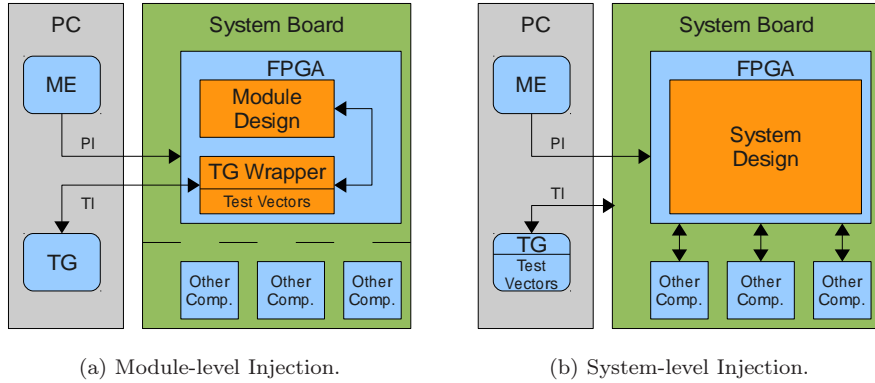 PC
System Board
ME
FPGA
Module
Design
PI
TG Wrapper
Test Vectors
TI
TG
Other
Comp.
Other
Comp.
Other
Comp.
(a) Module-level Injection.
PC
System Board
ME
FPGA
System
Design
PI
TI
TG
Test
Vectors
Other
Comp.
Other
Comp.
Other
Comp.
(b) System-level Injection.